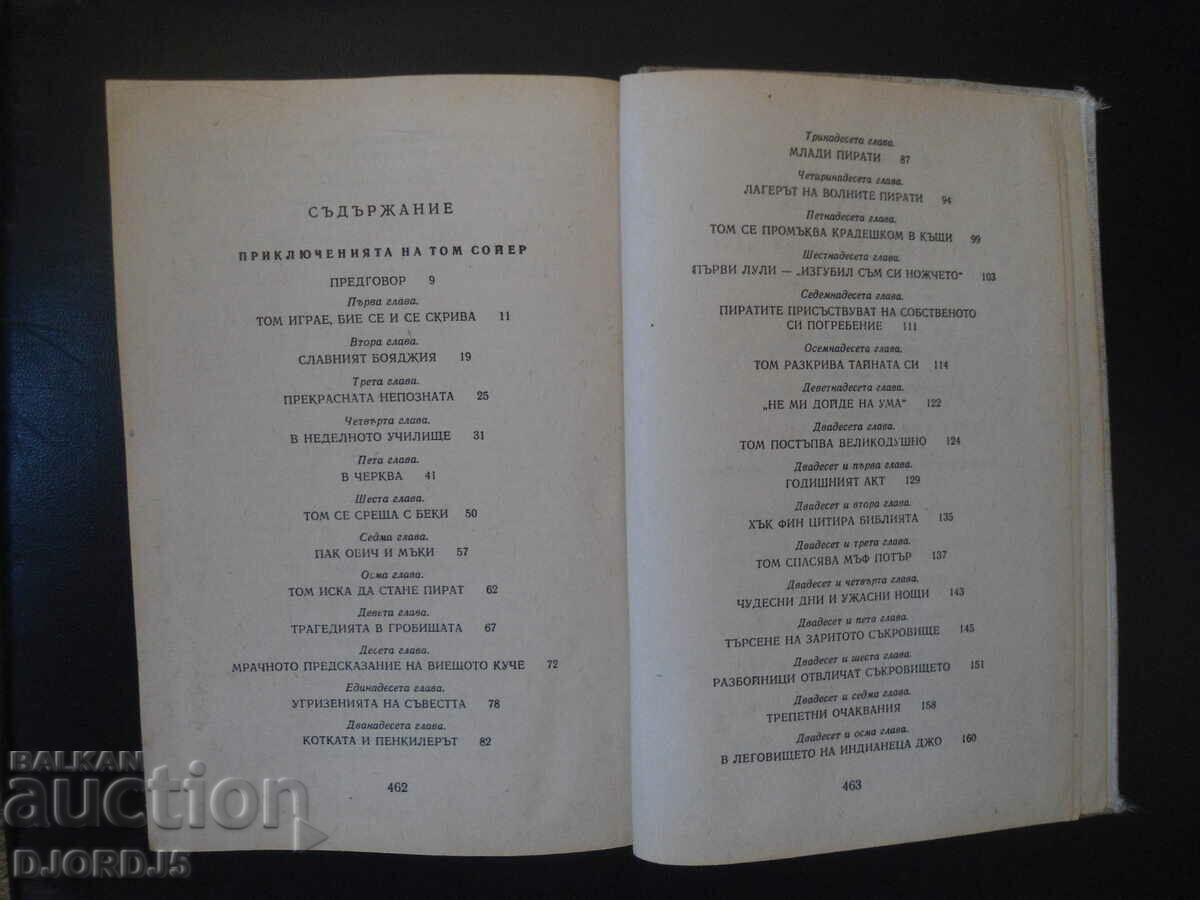 СЪДЪРЖАНИЕ
ПРИКЛЮЧЕНИЯТА НА ТОМ СОЙЕР
ПРЕДГОВОР 9
Първа глава.
ТОМ ИГРАЕ, БИЕ СЕ И СЕ СКРИВА 11
Втора глава.
СЛАВНИЯТ БОЯДЖИЯ 19
Трета глава.
ПРЕКРАСНАТА НЕПОЗНАТА 25
Четвърта глава.
В НЕДЕЛНОТО УЧИЛИЩЕ 31
Пета глава.
В ЧЕРКВА 41
Шеста глава.
ТОМ СЕ СРЕЩА С БЕКИ 50
Седма глава.
ПАК ОБИЧ И МЪКИ 57
Осма глава.
ТОМ ИСКА ДА СТАНЕ ПИРАТ 62
Девета глава.
ТРАГЕДИЯТА В ГРОБИЩАТА 67
Десета глава.
МРАЧНОТО ПРЕДСКАЗАНИЕ НА ВИЕЩОТО КУЧЕ 72
Единадесета глава.
УГРИЗЕНИЯТА НА СЪВЕСТТА 78
Дванадесета глава.
КОТКАТА И ПЕНКИЛЕРЪТ 82
462
Тринадесета глава.
МЛАДИ ПИРАТИ 87
Четиринадесета глава.
ЛАГЕРЪТ НА ВОЛНИТЕ ПИРАТИ 94
Петнадесета глава.
ТОМ СЕ ПРОМЪКВА КРАДЕШКОМ В КЪЩИ 99
Шестнадесета глава.
ПЪРВИ ЛУЛИ — „ИЗГУБИЛ СЪМ СИ НОЖЧЕТО“ 103
Седемнадесета глава.
ПИРАТИТЕ ПРИСЪСТВУВАТ НА СОБСТВЕНОТО
СИ ПОГРЕБЕНИЕ 111
Осемнадесета глава.
ТОМ РАЗКРИВА ТАЙНАТА СИ 114
Деветнадесета глава.
„НЕ МИ ДОЙДЕ НА УМА“ 122
Двадесета глава.
ТОМ ПОСТЪПВА ВЕЛИКОДУШНО 124
Двадесет и първа глава.
ГОДИШНИЯТ АКТ 129
Двадесет и втора глава.
ХЪК ФИН ЦИТИРА БИБЛИЯТА 135
Двадесет и трета глава.
ТОМ СПАСЯВА МЪФ ПОТЪР 137
Двадесет и четвърта глава.
ЧУДЕСНИ ДНИ И УЖАСНИ НОЩИ 143
Двадесет и пета глава.
ТЪРСЕНЕ НА ЗАРИТОТО СЪКРОВИЩЕ 145
Двадесет и шеста глава.
РАЗБОЙНИЦИ ОТВЛИЧАТ СЪКРОВИЩЕТО 151
Двадесет и седма глава.
ТРЕПЕТНИ ОЧАКВАНИЯ 158
Двадесет и осма глава.
В ЛЕГОВИЩЕТО НА ИНДИАНЕЦА ДЖО 160
463
BALKAN
auction
DJORDJ5